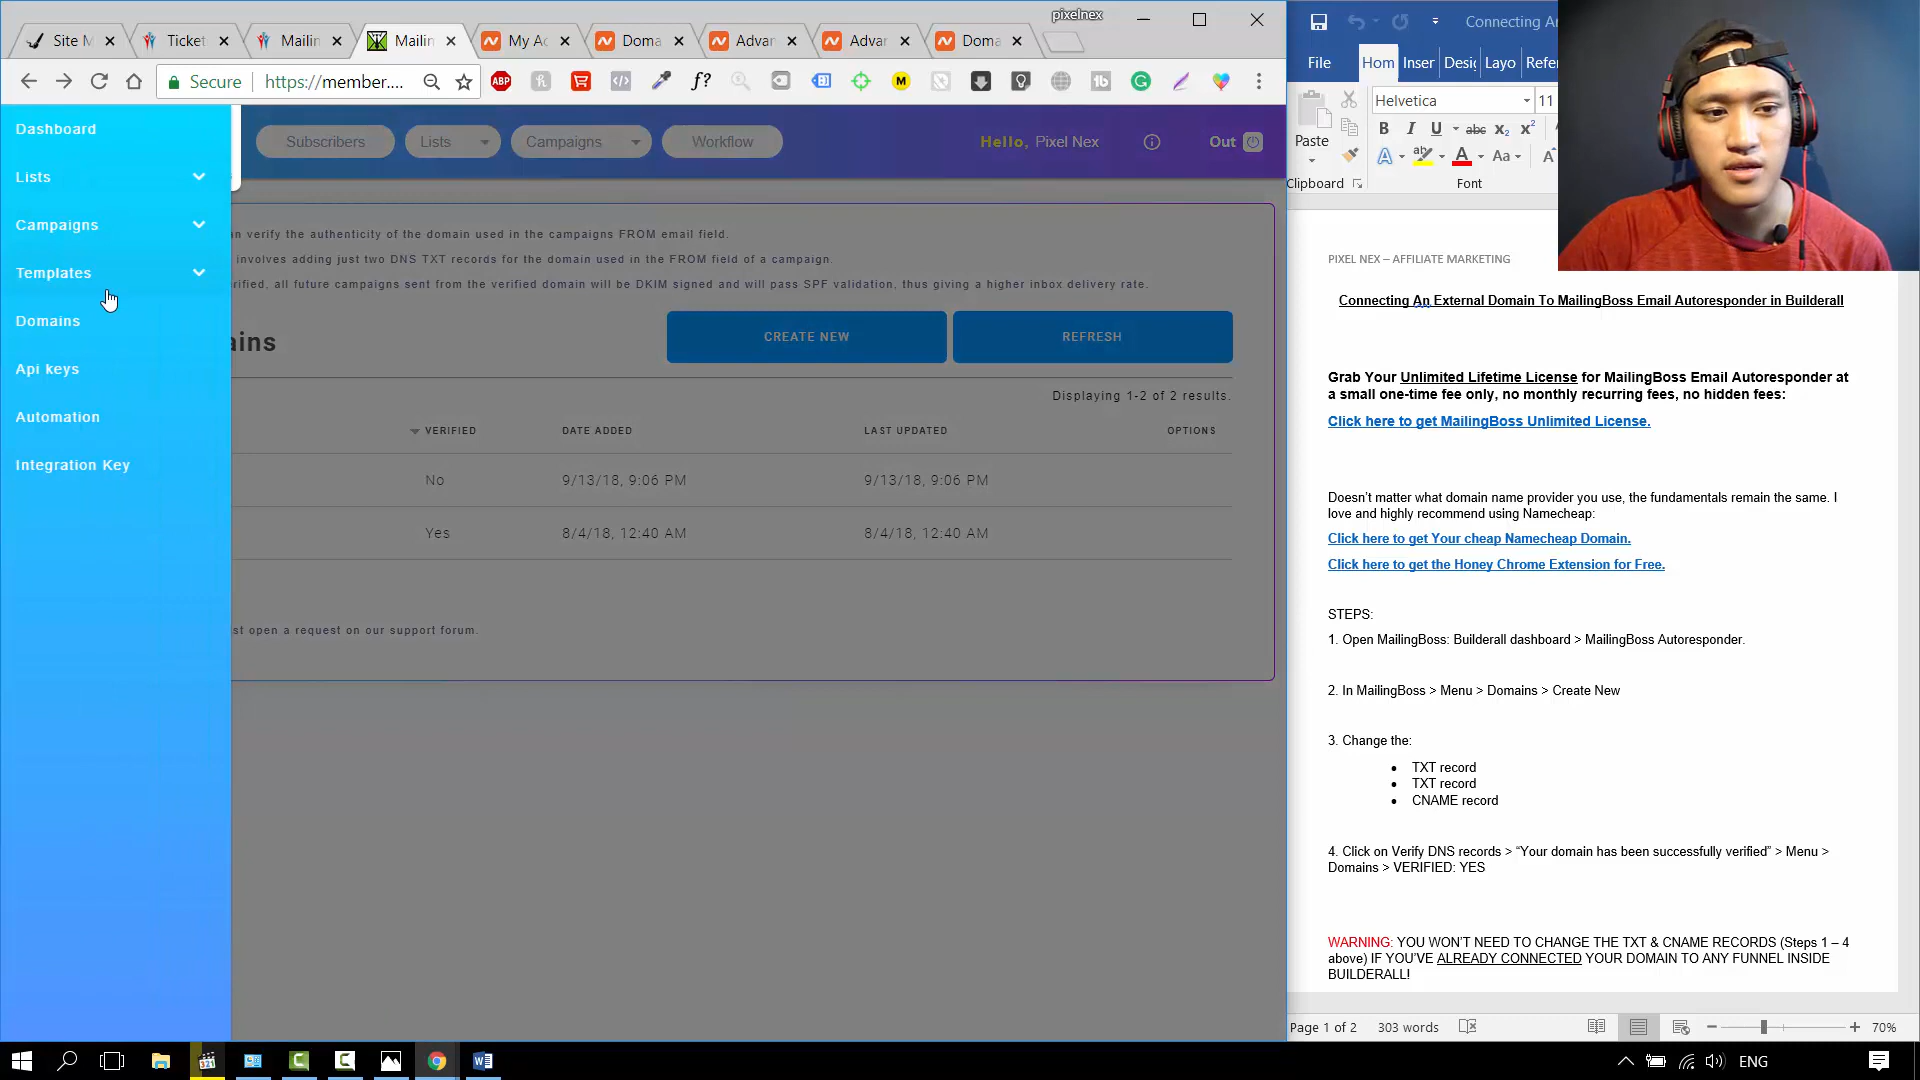 pixelnex
Site M
Ticket
Mailin
Mailin
My Ac
Doma
Advan
Advan
Doma
Secure
https://member....
ABP
f?
M
Dashboard
Lists
Campaigns
Templates
Domains
Api keys
Automation
Integration Key
Subscribers
Lists
Campaigns
Workflow
Hello, Pixel Nex
Out
an verify the authenticity of the domain used in the campaigns FROM email field.
involves adding just two DNS TXT records for the domain used in the FROM field of a campaign.
rified, all future campaigns sent from the verified domain will be DKIM signed and will pass SPF validation, thus giving a higher inbox delivery rate.
ains
CREATE NEW
REFRESH
Displaying 1-2 of 2 results.
VERIFIED
DATE ADDED
LAST UPDATED
OPTIONS
No
9/13/18, 9:06 PM
9/13/18, 9:06 PM
Yes
8/4/18, 12:40 AM
8/4/18, 12:40 AM
st open a request on our support forum.
Connecting An
File
Hom
Inser
Desig
Layo
Refer
Paste
Clipboard
Helvetica
11
B
I
U
abc
X₂
X²
A
ab
A
Aa
A
Font
PIXEL NEX – AFFILIATE MARKETING
Connecting An External Domain To MailingBoss Email Autoresponder in Builderall
Grab Your Unlimited Lifetime License for MailingBoss Email Autoresponder at
a small one-time fee only, no monthly recurring fees, no hidden fees:
Click here to get MailingBoss Unlimited License.
Doesn’t matter what domain name provider you use, the fundamentals remain the same. I
love and highly recommend using Namecheap:
Click here to get Your cheap Namecheap Domain.
Click here to get the Honey Chrome Extension for Free.
STEPS:
1. Open MailingBoss: Builderall dashboard > MailingBoss Autoresponder.
2. In MailingBoss > Menu > Domains > Create New
3. Change the:
• TXT record
• TXT record
• CNAME record
4. Click on Verify DNS records > “Your domain has been successfully verified” > Menu >
Domains > VERIFIED: YES
WARNING: YOU WON’T NEED TO CHANGE THE TXT & CNAME RECORDS (Steps 1 – 4
above) IF YOU’VE ALREADY CONNECTED YOUR DOMAIN TO ANY FUNNEL INSIDE
BUILDERALL!
Page 1 of 2
303 words
70%
ENG